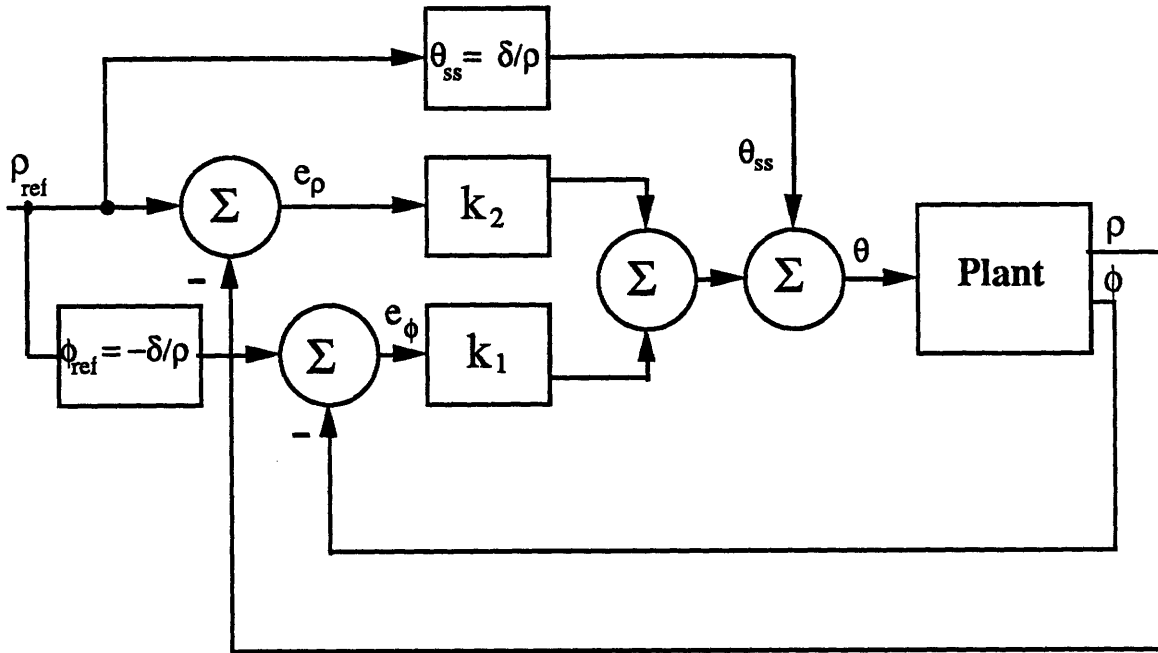 θss = δ/ρ
ρref
Σ
eρ
k2
θss
Σ
Σ
θ
Plant
ρ
ϕ
-
ϕref = -δ/ρ
Σ
eϕ
k1
-